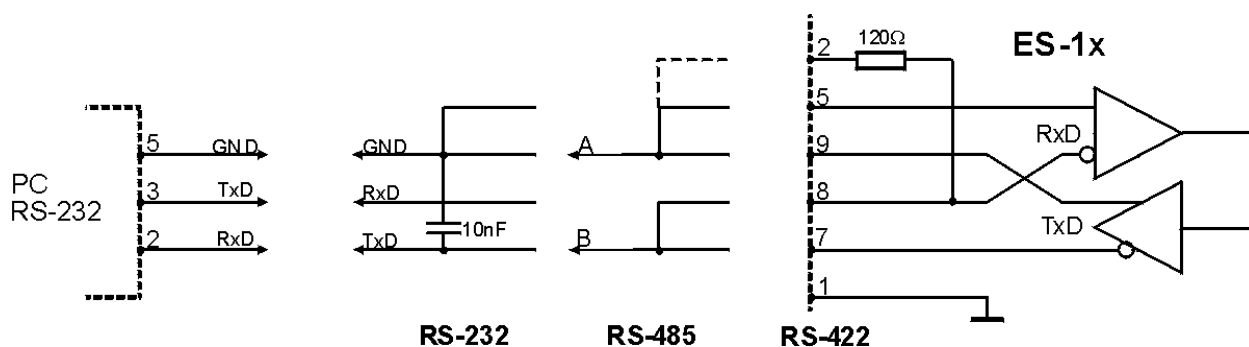 PC
RS-232
5
3
2
GND
TxD
RxD
GND
RxD
TxD
10nF
RS-232
A
B
RS-485
2
5
9
8
7
1
RS-422
120Ω
ES-1x
RxD
TxD